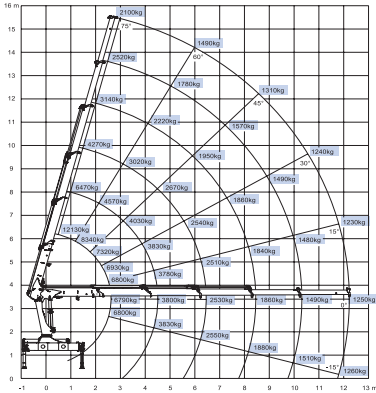 16 m
2100kg
75°
15
1490kg
60°
14
2520kg
13
1780kg
1310kg
45°
12
3140kg
11
2220kg
1570kg
10
4270kg
1240kg
30°
9
3020kg
1950kg
8
6470kg
2670kg
1490kg
7
4570kg
1860kg
4030kg
2540kg
1230kg
15°
6
12130kg
8340kg
3830kg
1480kg
7320kg
1840kg
5
6930kg
2510kg
3780kg
6800kg
4
6790kg
3800kg
2530kg
1860kg
1490kg
1250kg
0°
3
6800kg
3830kg
2
2550kg
1880kg
1510kg
-15°
1260kg
1
0
-1 0 1 2 3 4 5 6 7 8 9 10 11 12 13 m